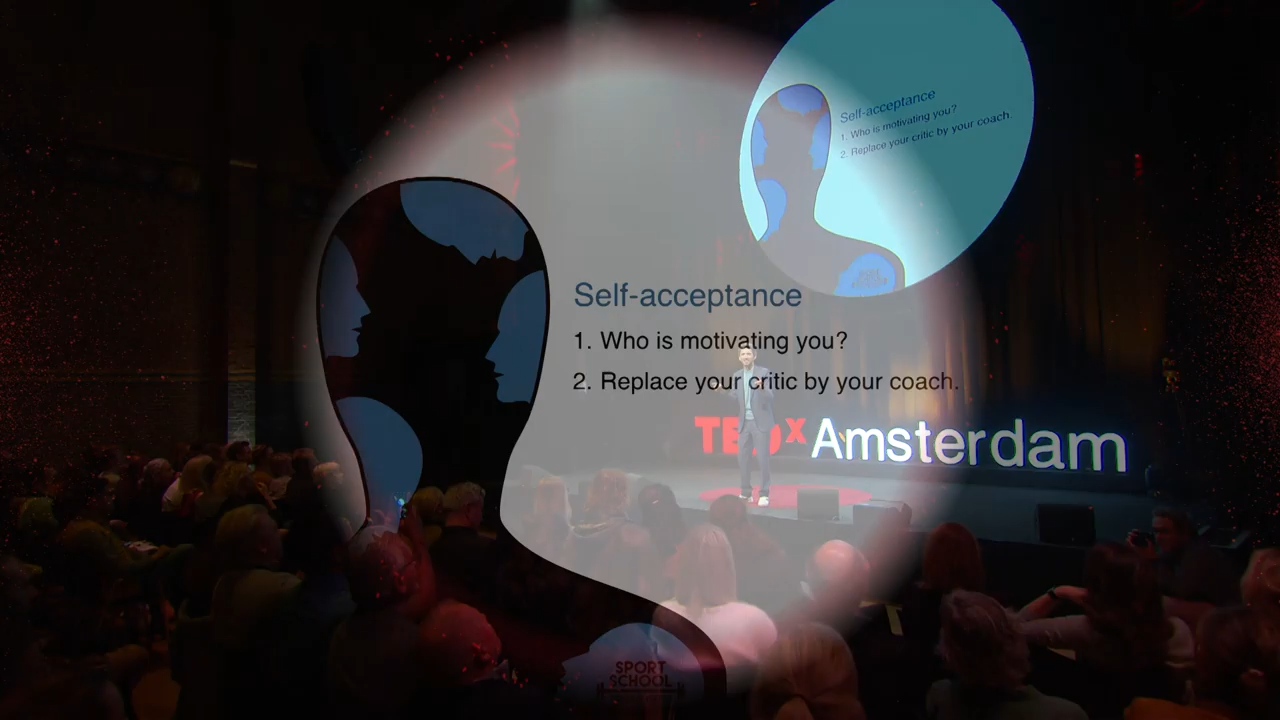 Self-acceptance
1. Who is motivating you?
2. Replace your critic by your coach.
Self-acceptance
1. Who is motivating you?
2. Replace your critic by your coach.
TEDx Amsterdam
SPORT
SCHOOL